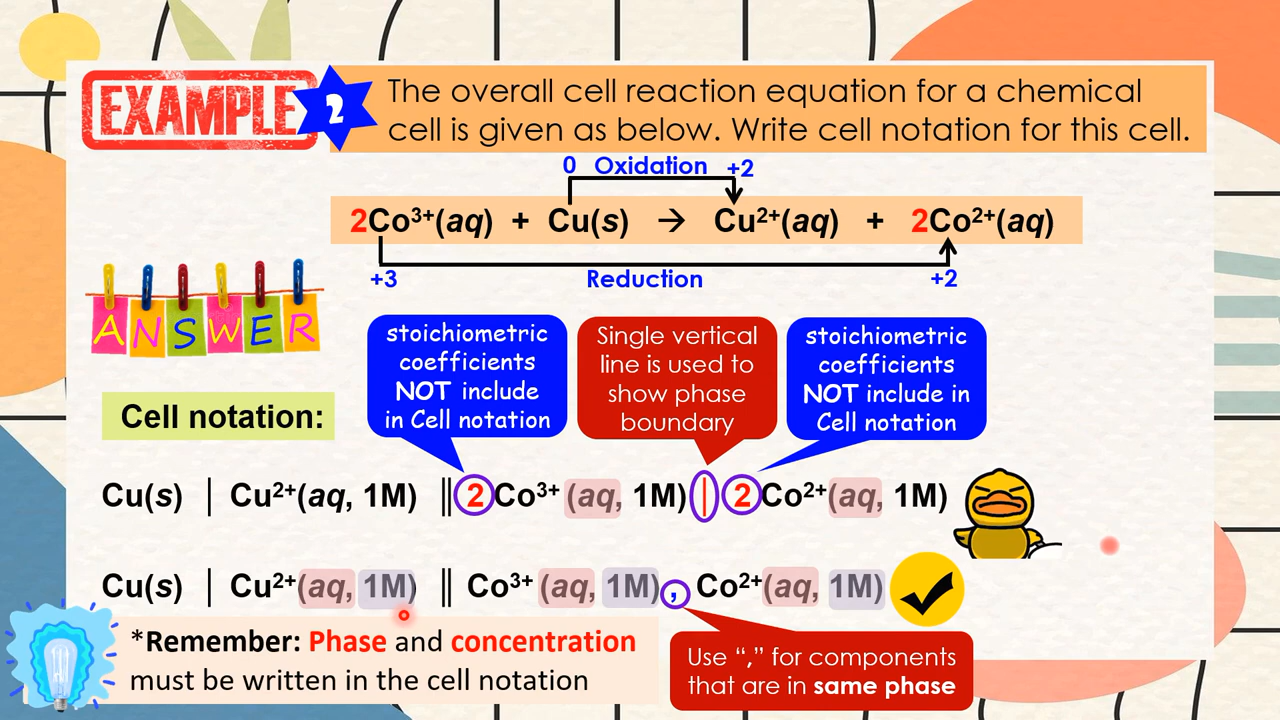 EXAMPLE 2
The overall cell reaction equation for a chemical
cell is given as below. Write cell notation for this cell.
0 Oxidation +2
2Co³⁺(aq) + Cu(s) → Cu²⁺(aq) + 2Co²⁺(aq)
+3 Reduction +2
ANSWER
stoichiometric
coefficients
NOT include
in Cell notation
Single vertical
line is used to
show phase
boundary
stoichiometric
coefficients
NOT include in
Cell notation
Cell notation:
Cu(s) | Cu²⁺(aq, 1M) || 2 Co³⁺ (aq, 1M) | 2 Co²⁺(aq, 1M)
Cu(s) | Cu²⁺(aq, 1M) || Co³⁺ (aq, 1M) , Co²⁺(aq, 1M)
*Remember: Phase and concentration
must be written in the cell notation
Use “,” for components
that are in same phase